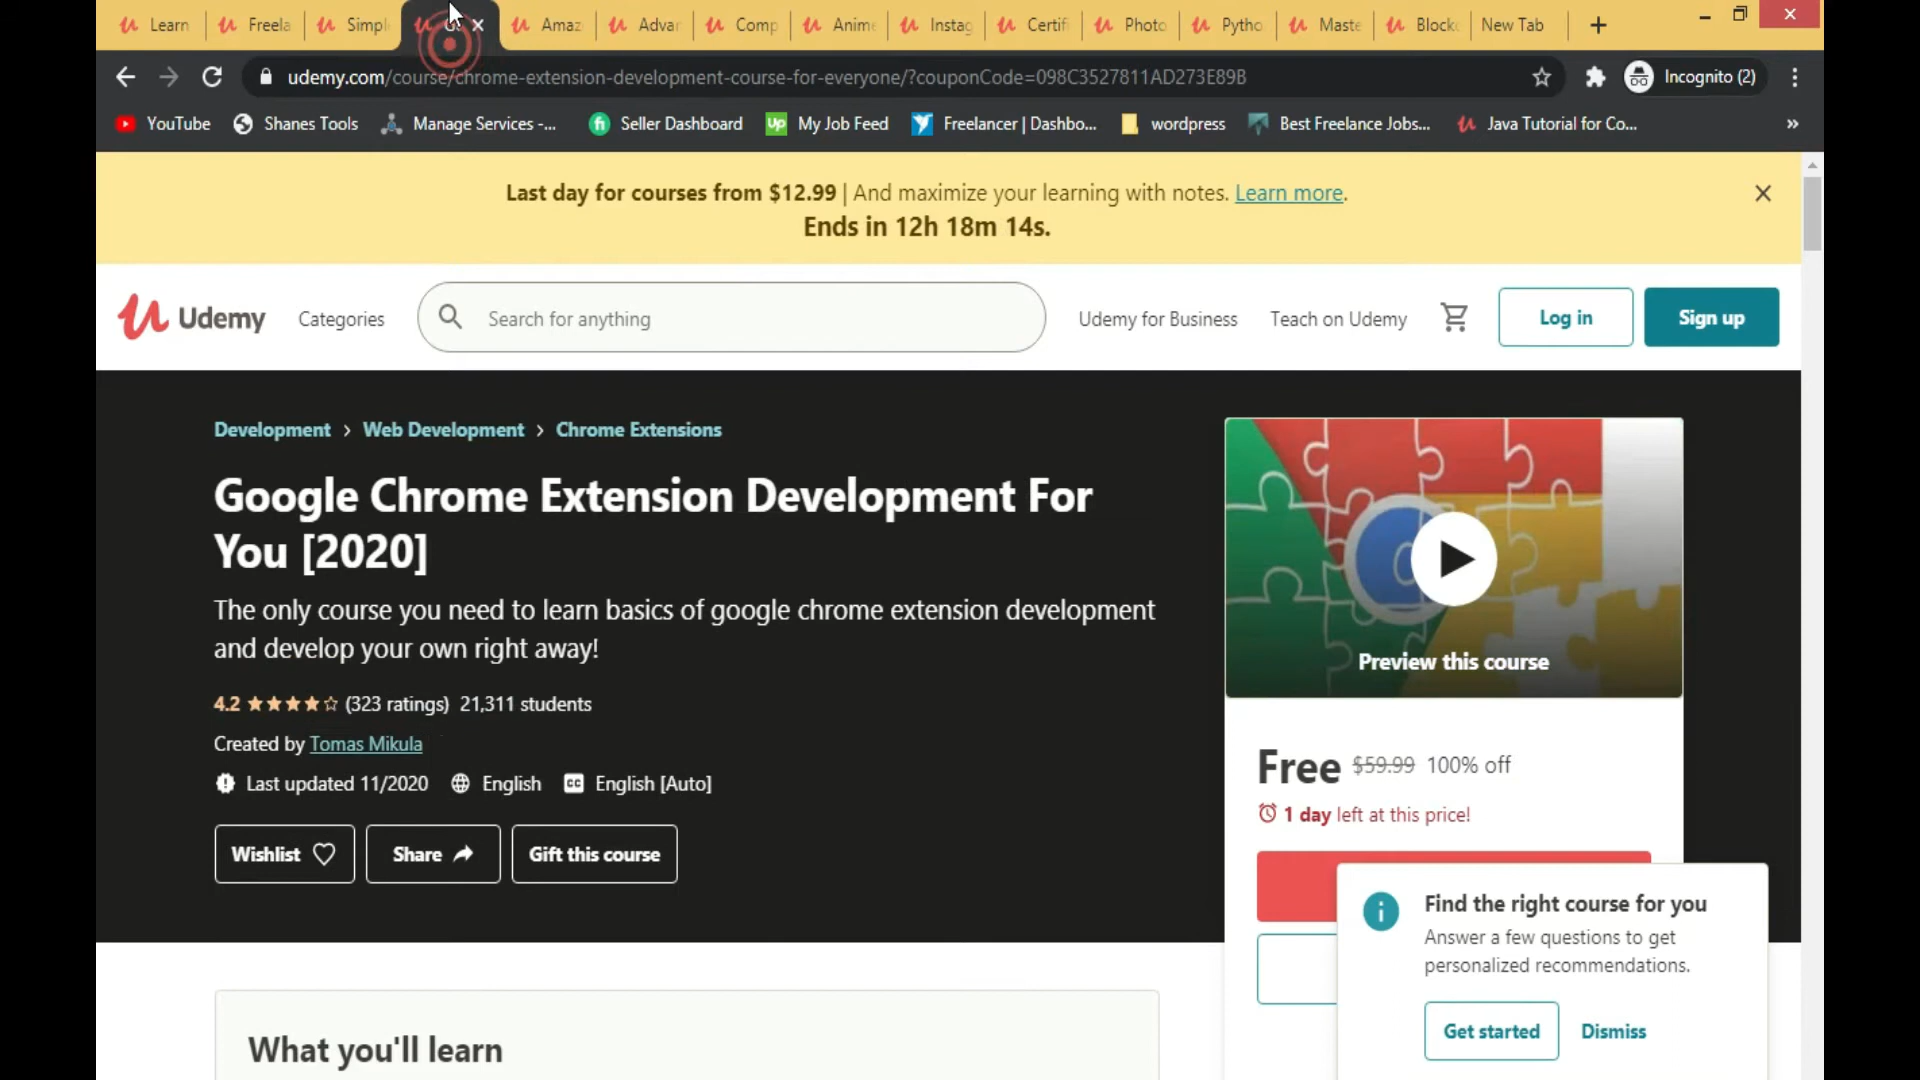 Learn Freela Simpl Amaz Adva Comp Anime Instag Certifi Photo Pytho Maste Blockc New Tab
udemy.com/course/chrome-extension-development-course-for-everyone/?couponCode=098C3527811AD273E89B Incognito (2)
YouTube Shanes Tools Manage Services -... Seller Dashboard My Job Feed Freelancer | Dashbo... wordpress Best Freelance Jobs... Java Tutorial for Co... »
Last day for courses from $12.99 | And maximize your learning with notes. Learn more.
Ends in 12h 18m 14s.
Udemy Categories Search for anything Udemy for Business Teach on Udemy Log in Sign up
Development > Web Development > Chrome Extensions
Google Chrome Extension Development For
You [2020]
The only course you need to learn basics of google chrome extension development
and develop your own right away!
4.2 (323 ratings) 21,311 students
Created by Tomas Mikula
Last updated 11/2020 English CC English [Auto]
Wishlist Share Gift this course
Preview this course
Free $59.99 100% off
1 day left at this price!
Find the right course for you
Answer a few questions to get
personalized recommendations.
Get started Dismiss
What you'll learn